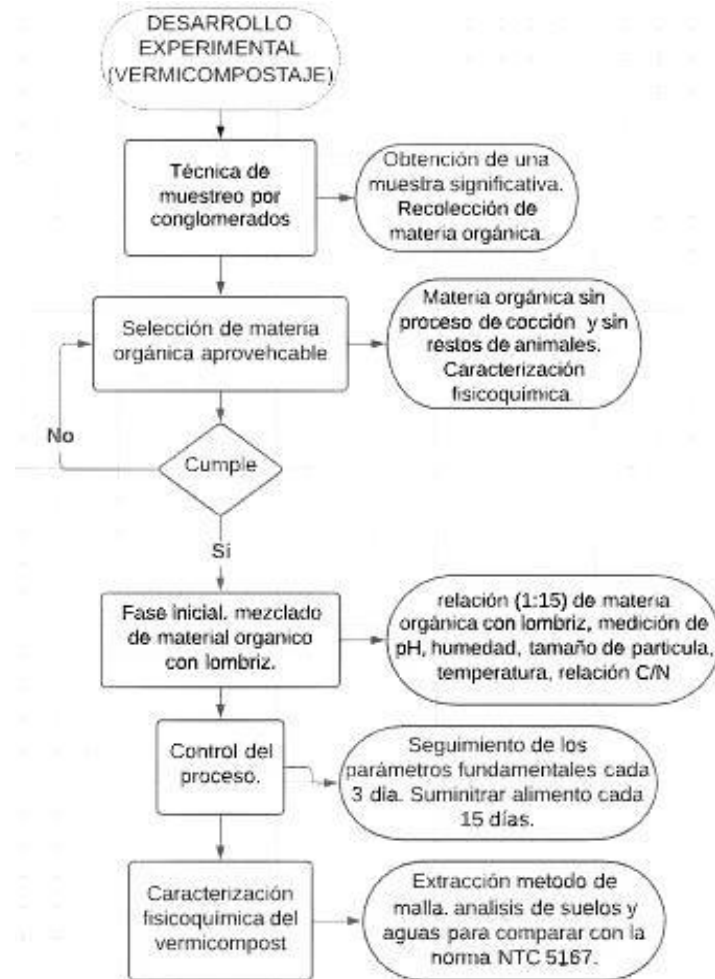 DESARROLLO
EXPERIMENTAL
(VERMICOMPOSTAJE)
Técnica de
muestreo por
conglomerados
Obtención de una
muestra significativa.
Recolección de
materia orgánica.
Selección de materia
orgánica aprovehcable
Materia orgánica sin
proceso de cocción y sin
restos de animales.
Caracterización
fisicoquímica.
No
Cumple
Si
Fase inicial. mezclado
de material organico
con lombriz.
relación (1:15) de materia
orgánica con lombriz, medición de
pH, humedad, tamaño de particula,
temperatura, relación C/N
Control del
proceso.
Seguimiento de los
parámetros fundamentales cada
3 día. Suminitrar alimento cada
15 días.
Caracterización
fisicoquímica del
vermicompost
Extracción metodo de
malla. analisis de suelos y
aguas para comparar con la
norma NTC 5167.